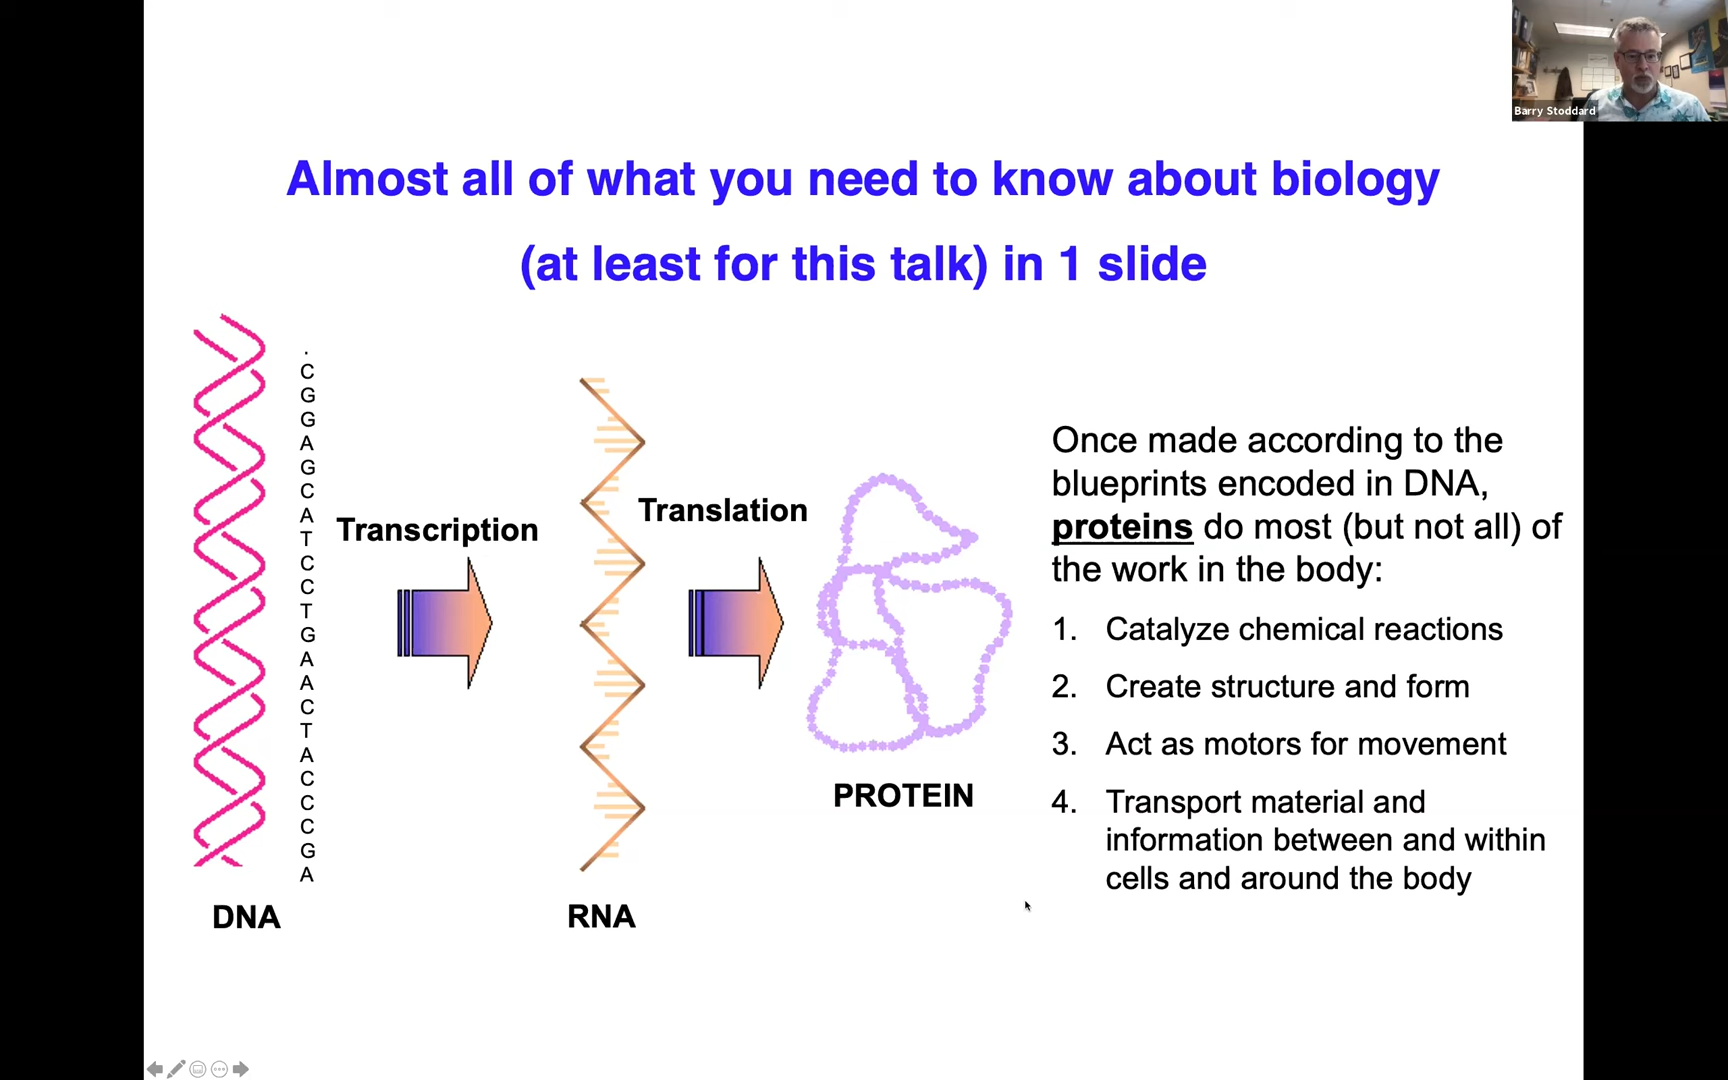 Barry Stoddard
Almost all of what you need to know about biology
(at least for this talk) in 1 slide
.
C
G
G
A
G
C
A
T
C
C
T
G
A
A
C
T
A
C
C
C
G
A
DNA
Transcription
RNA
Translation
PROTEIN
Once made according to the
blueprints encoded in DNA,
proteins do most (but not all) of
the work in the body:
1. Catalyze chemical reactions
2. Create structure and form
3. Act as motors for movement
4. Transport material and
information between and within
cells and around the body